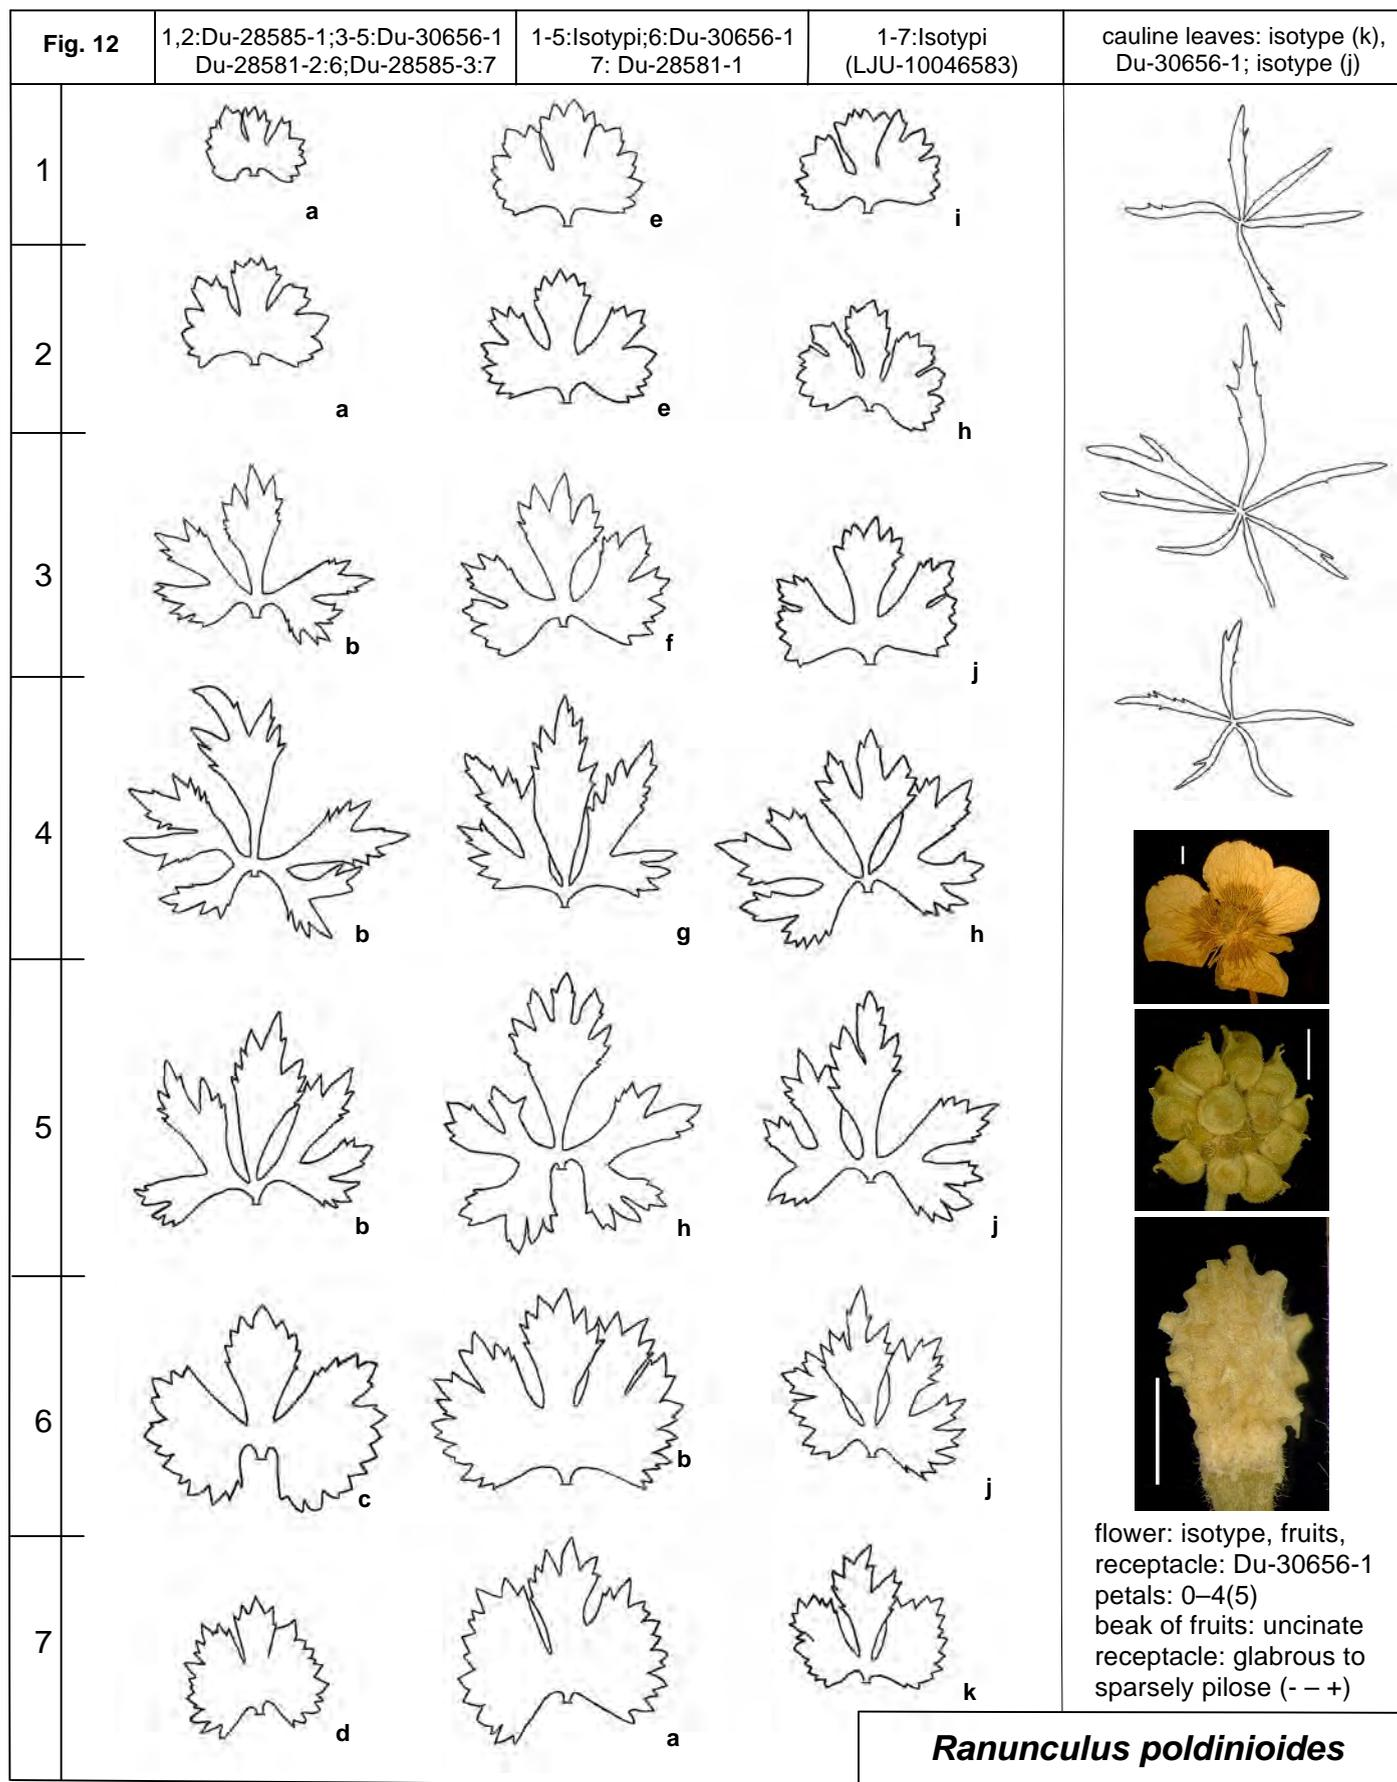 Fig. 12
1,2:Du-28585-1;3-5:Du-30656-1
Du-28581-2:6;Du-28585-3:7
1-5:Isotypi;6:Du-30656-1
7: Du-28581-1
1-7:Isotypi
(LJU-10046583)
cauline leaves: isotype (k),
Du-30656-1; isotype (j)
1
a
e
i
2
a
e
h
3
b
f
j
4
b
g
h
5
b
h
j
6
c
b
j
7
d
a
k
flower: isotype, fruits,
receptacle: Du-30656-1
petals: 0–4(5)
beak of fruits: uncinate
receptacle: glabrous to
sparsely pilose (- – +)
Ranunculus poldinioides